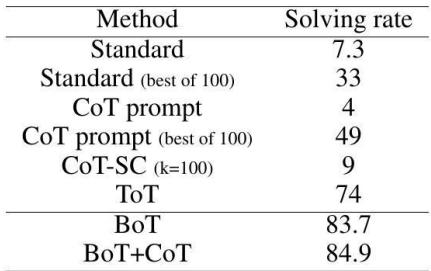 Method Solving rate
Standard 7.3
Standard (best of 100) 33
CoT prompt 4
CoT prompt (best of 100) 49
CoT-SC (k=100) 9
ToT 74
BoT 83.7
BoT+CoT 84.9